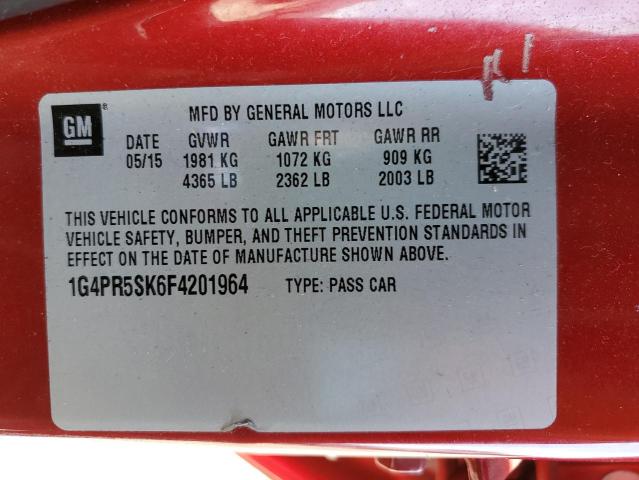 GM®
MFD BY GENERAL MOTORS LLC
DATE GVWR GAWR FRT GAWR RR
05/15 1981 KG 1072 KG 909 KG
4365 LB 2362 LB 2003 LB
THIS VEHICLE CONFORMS TO ALL APPLICABLE U.S. FEDERAL MOTOR
VEHICLE SAFETY, BUMPER, AND THEFT PREVENTION STANDARDS IN
EFFECT ON THE DATE OF MANUFACTURE SHOWN ABOVE.
1G4PR5SK6F4201964 TYPE: PASS CAR